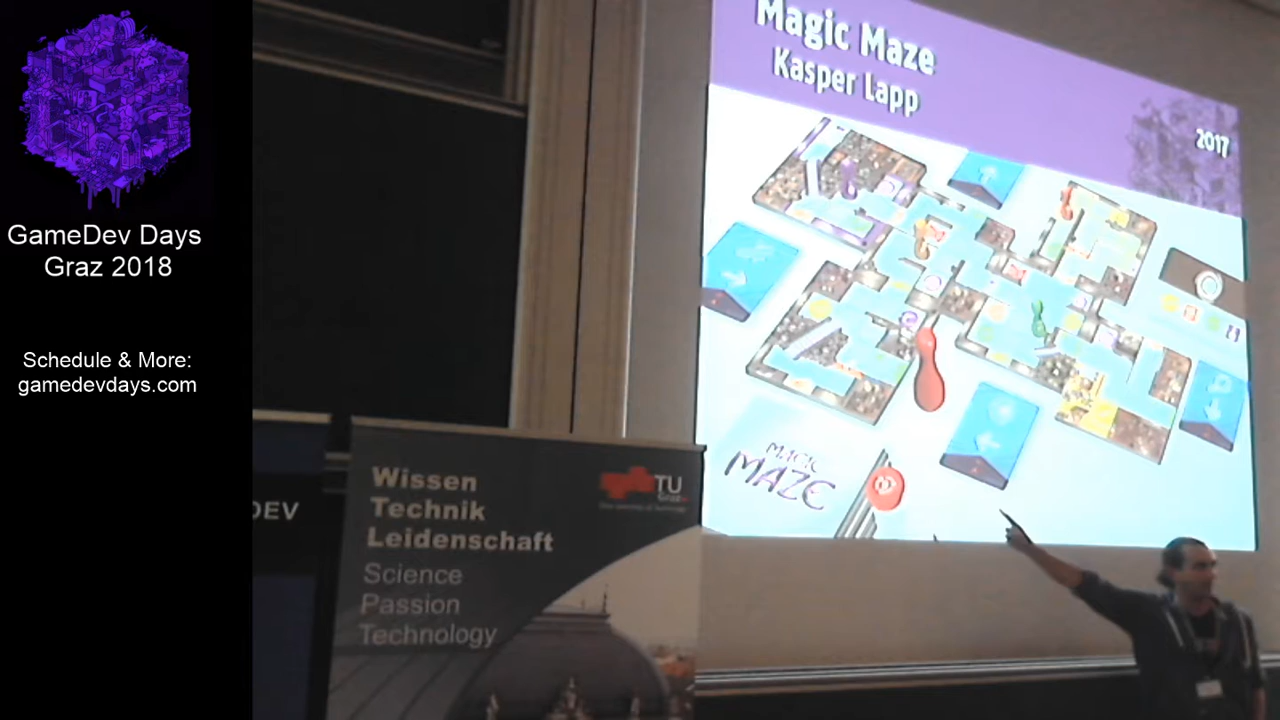 GameDev Days
Graz 2018
Schedule & More:
gamedevdays.com
Magic Maze
Kasper Lapp
2017
MAGIC
MAZE
DEV
Wissen
Technik
Leidenschaft
Science
Passion
Technology
TU
Graz